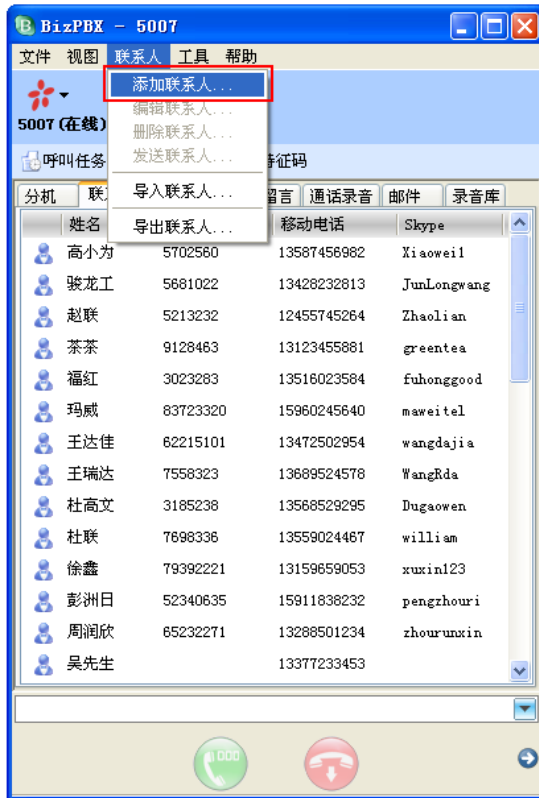 BizPBX - 5007
文件 视图 联系人 工具 帮助
添加联系人...
编辑联系人...
删除联系人...
发送联系人...
导入联系人...
导出联系人...
5007 (在线)
呼叫任务 特征码
分机 联 留言 通话录音 邮件 录音库
姓名 移动电话 Skype
高小为 5702560 13587456982 Xiaowei1
骏龙工 5681022 13428232813 JunLongwang
赵联 5213232 12455745264 Zhaolian
茶茶 9128463 13123455881 greentea
福红 3023283 13516023584 fuhonggood
玛威 83723320 15960245640 maweitel
王达佳 62215101 13472502954 wangdajia
王瑞达 7558323 13689524578 WangRda
杜高文 3185238 13568529295 Dugaowen
杜联 7698336 13559024467 william
徐鑫 79392221 13159659053 xuxin123
彭洲日 52340635 15911838232 pengzhouri
周润欣 65232271 13288501234 zhourunxin
吴先生 13377233453